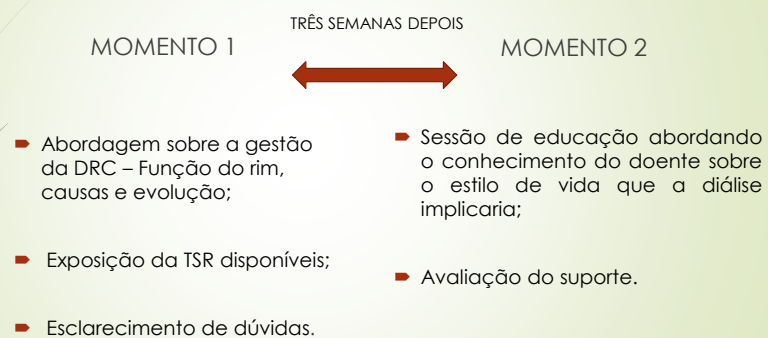 TRÊS SEMANAS DEPOIS
MOMENTO 1
Abordagem sobre a gestão
da DRC – Função do rim,
causas e evolução;
Exposição da TSR disponíveis;
Esclarecimento de dúvidas.
MOMENTO 2
Sessão de educação abordando
o conhecimento do doente sobre
o estilo de vida que a diálise
implicaria;
Avaliação do suporte.